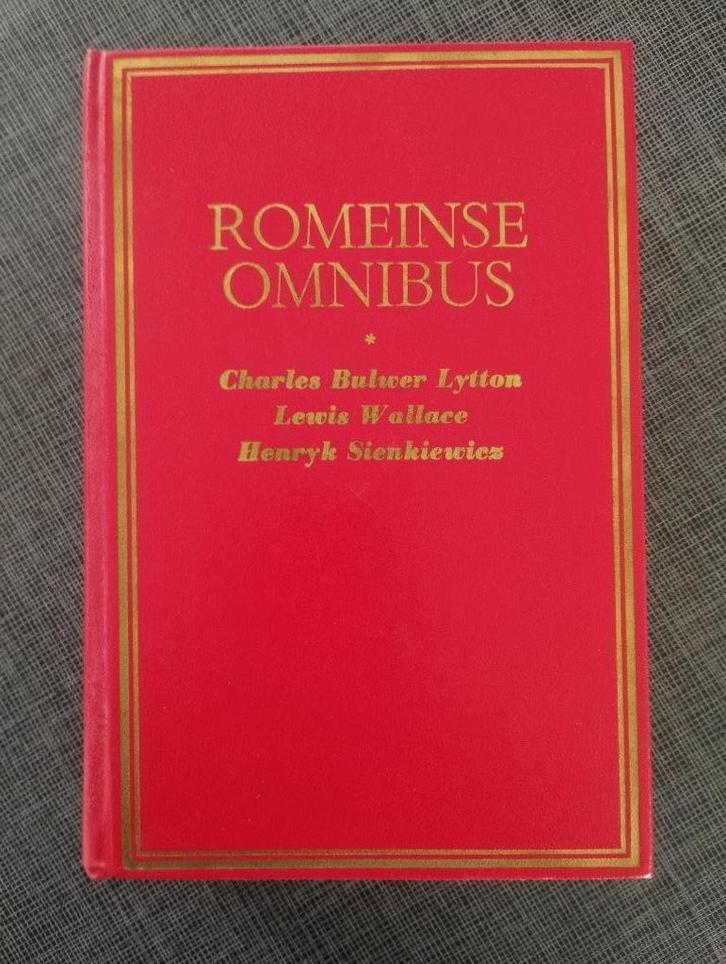 ROMEINSE
OMNIBUS
*
Charles Bulwer Lytton
Lewis Wallace
Henryk Sienkiewicz